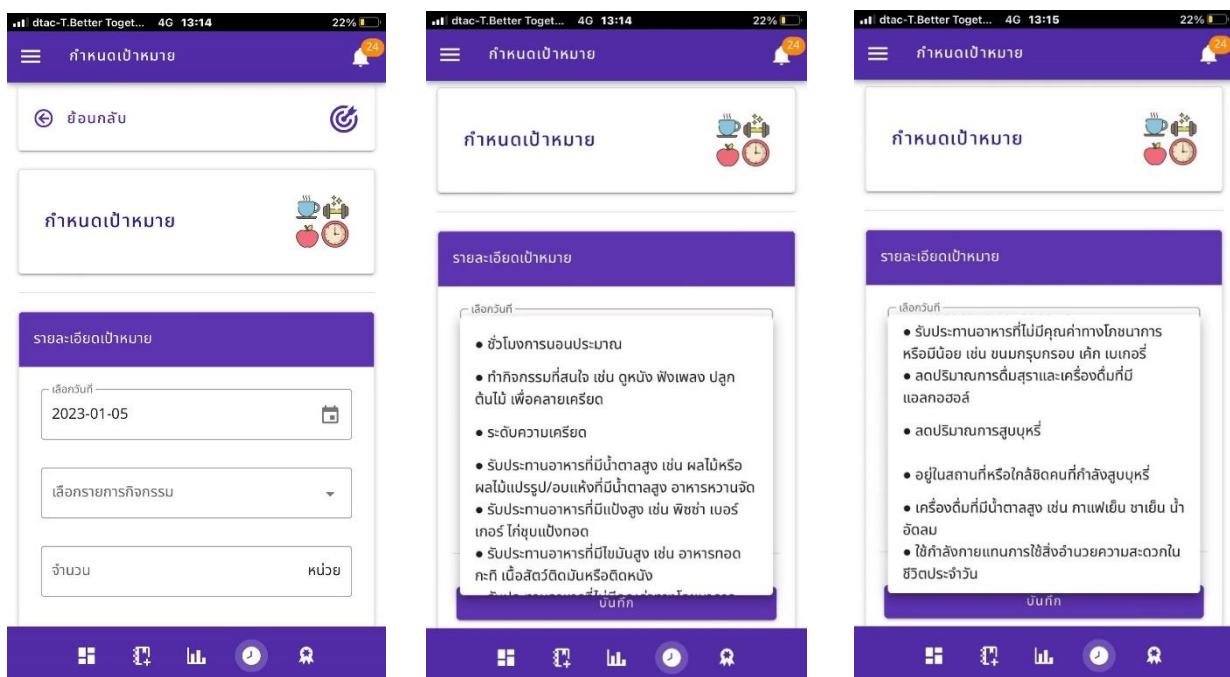 dtac-T.Better Toget... 4G 13:14 22%
กำหนดเป้าหมาย 24
ย้อนกลับ
กำหนดเป้าหมาย
รายละเอียดเป้าหมาย
เลือกวันที่
2023-01-05
เลือกรายการกิจกรรม
จำนวน หน่วย
dtac-T.Better Toget... 4G 13:14 22%
กำหนดเป้าหมาย 24
กำหนดเป้าหมาย
รายละเอียดเป้าหมาย
เลือกวันที่
● ชั่วโมงการนอนประมาณ
● ทำกิจกรรมที่สนใจ เช่น ดูหนัง ฟังเพลง ปลูก
ต้นไม้ เพื่อคลายเครียด
● ระดับความเครียด
● รับประทานอาหารที่มีน้ำตาลสูง เช่น ผลไม้หรือ
ผลไม้แปรรูป/อบแห้งที่มีน้ำตาลสูง อาหารหวานจัด
● รับประทานอาหารที่มีแป้งสูง เช่น พิซซ่า เบอร์
เกอร์ ไก่ชุบแป้งทอด
● รับประทานอาหารที่มีไขมันสูง เช่น อาหารทอด
กะทิ เนื้อสัตว์ติดมันหรือติดหนัง
บันทึก
dtac-T.Better Toget... 4G 13:15 22%
กำหนดเป้าหมาย 24
กำหนดเป้าหมาย
รายละเอียดเป้าหมาย
เลือกวันที่
● รับประทานอาหารที่ไม่มีคุณค่าทางโภชนาการ
หรือมีน้อย เช่น ขนมกรุบกรอบ เค้ก เบเกอรี่
● ลดปริมาณการดื่มสุราและเครื่องดื่มที่มี
แอลกอฮอล์
● ลดปริมาณการสูบบุหรี่
● อยู่ในสถานที่หรือใกล้ชิดคนที่กำลังสูบบุหรี่
● เครื่องดื่มที่มีน้ำตาลสูง เช่น กาแฟเย็น ชาเย็น น้ำ
อัดลม
● ใช้กำลังกายแทนการใช้สิ่งอำนวยความสะดวกใน
ชีวิตประจำวัน
บันทึก